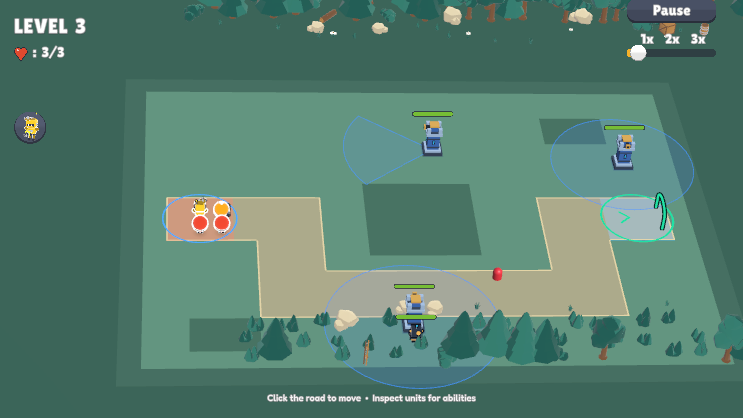 LEVEL 3
: 3/3
Pause
1x 2x 3x
Click the road to move • Inspect units for abilities